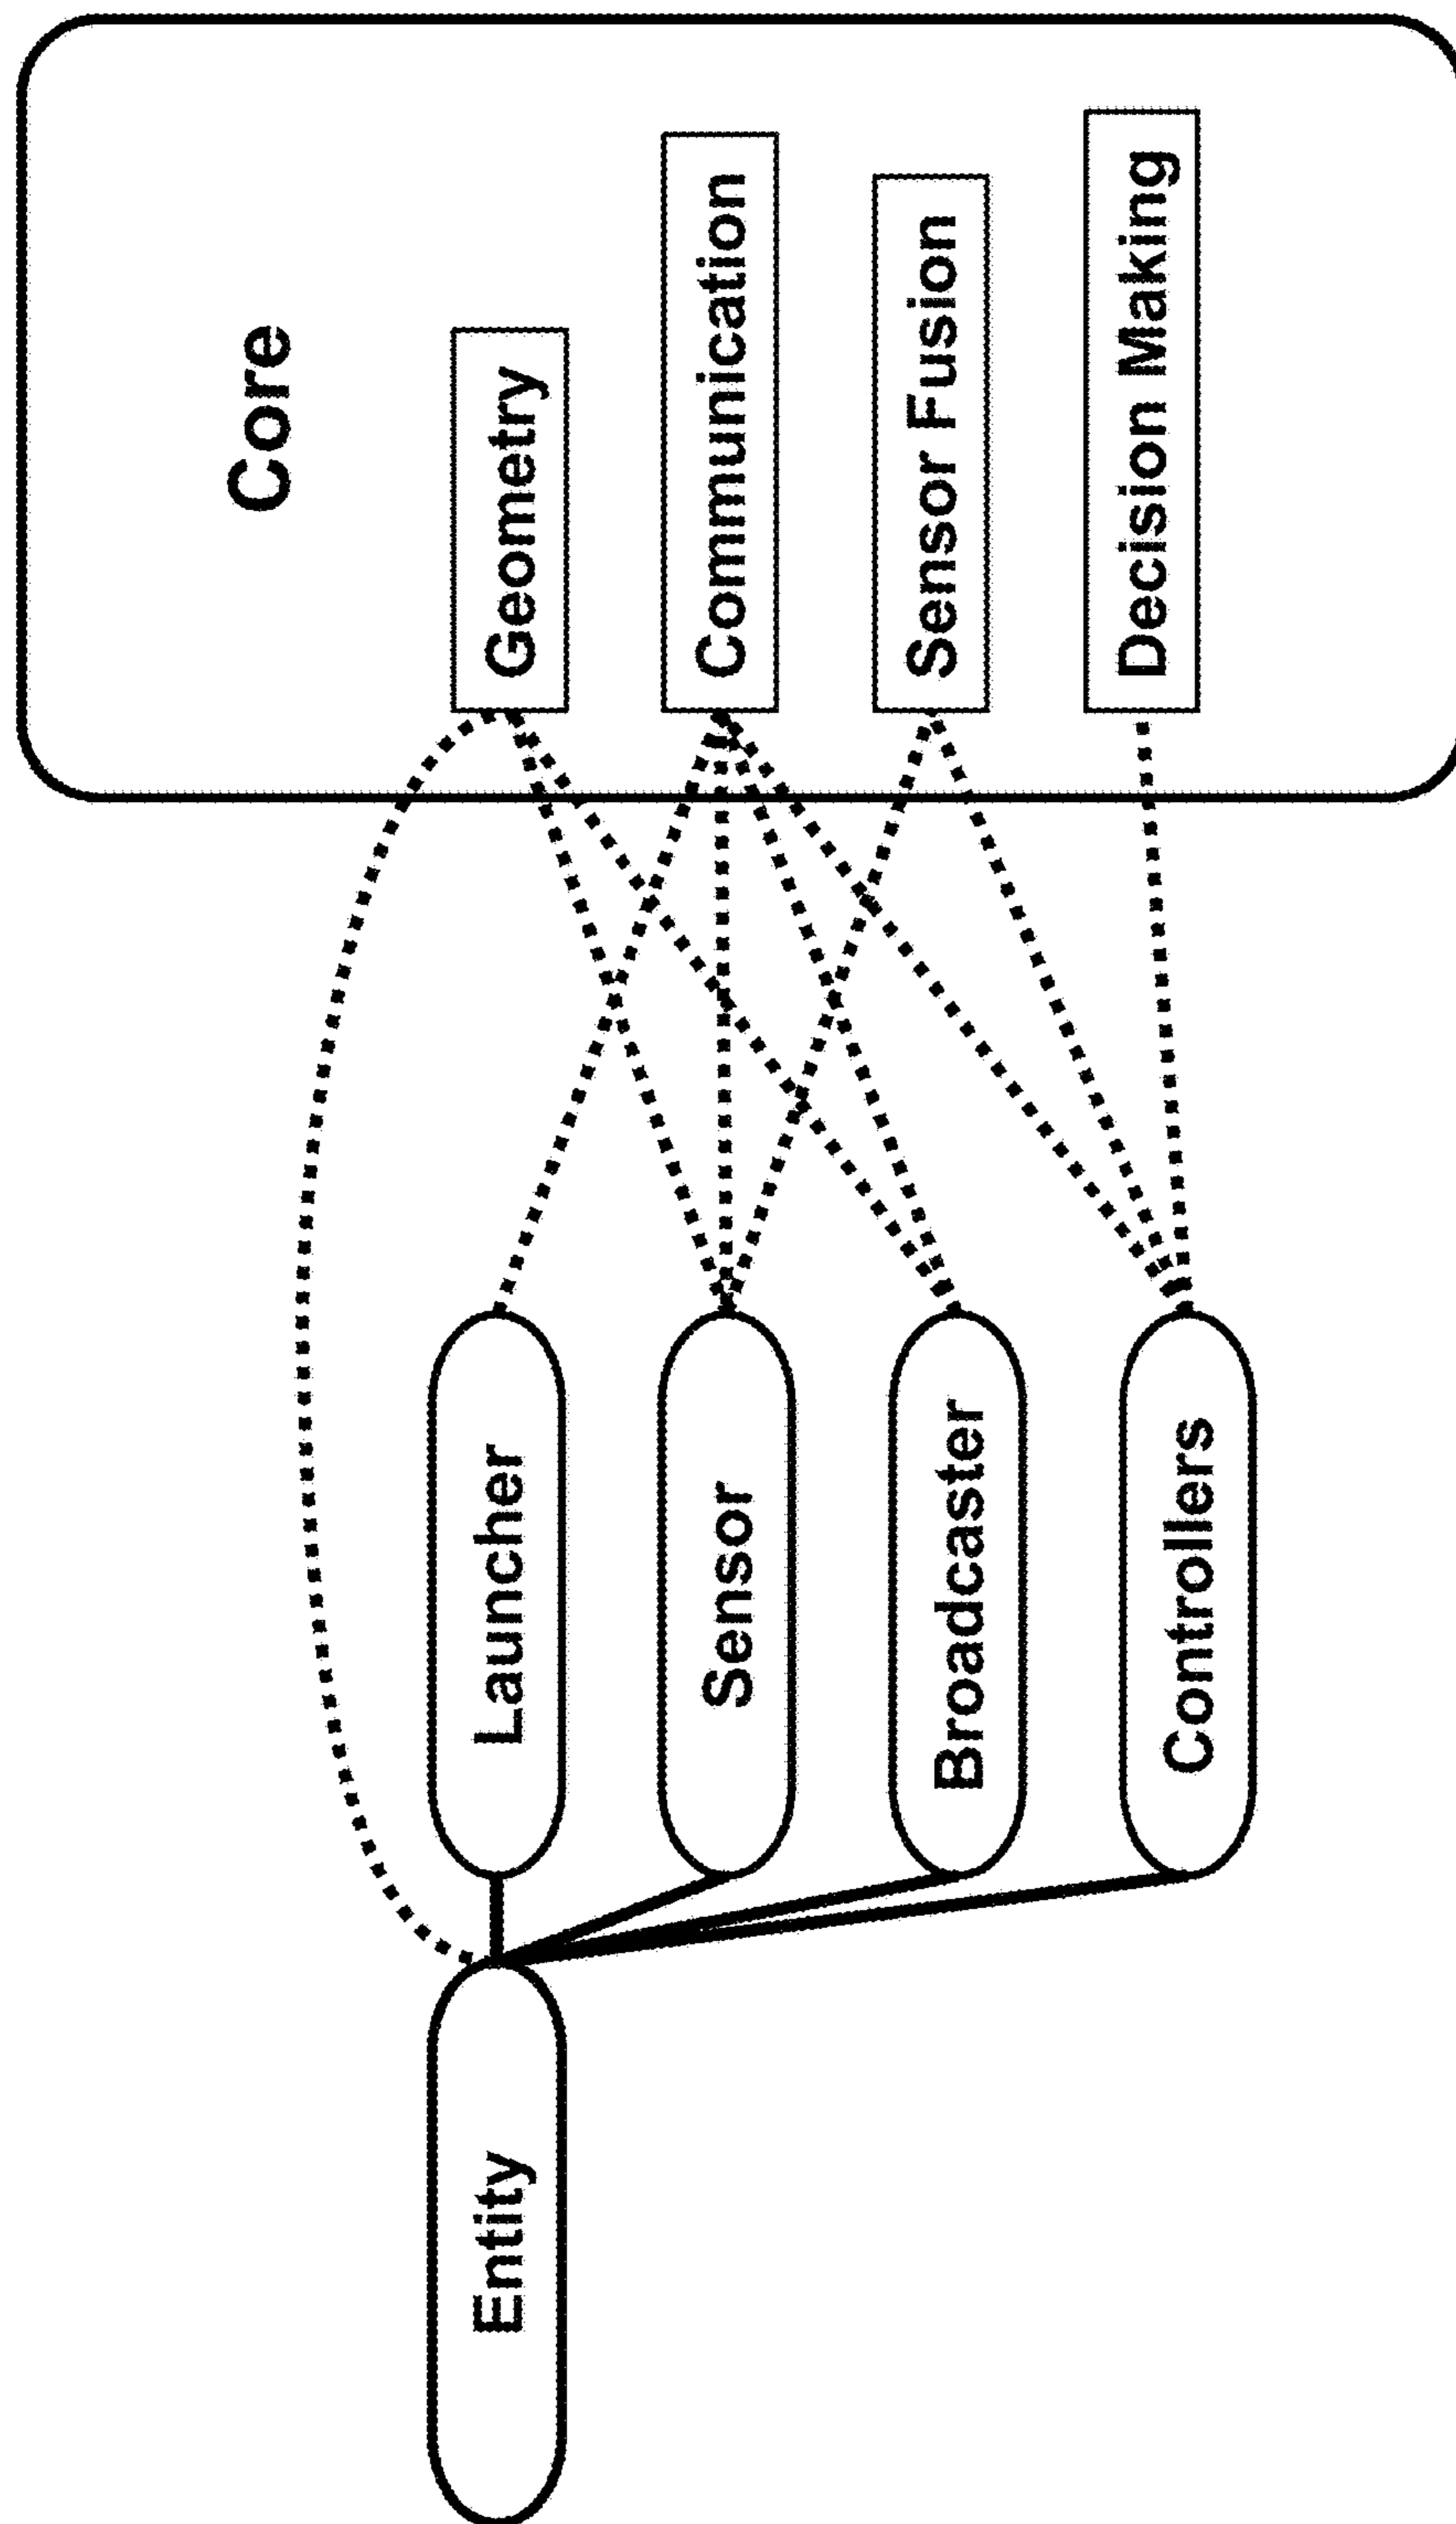 Core
Entity
Launcher
Geometry
Sensor
Communication
Broadcaster
Sensor Fusion
Controllers
Decision Making